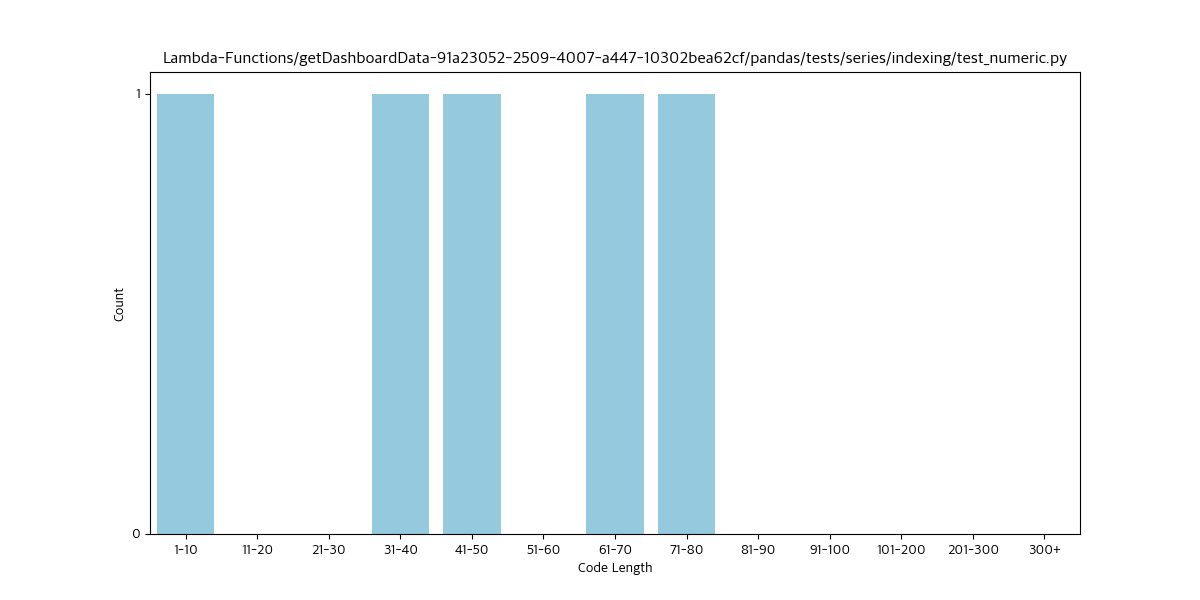 Lambda-Functions/getDashboardData-91a23052-2509-4007-a447-10302bea62cf/pandas/tests/series/indexing/test_numeric.py
1
Count
0
1-10 11-20 21-30 31-40 41-50 51-60 61-70 71-80 81-90 91-100 101-200 201-300 300+
Code Length